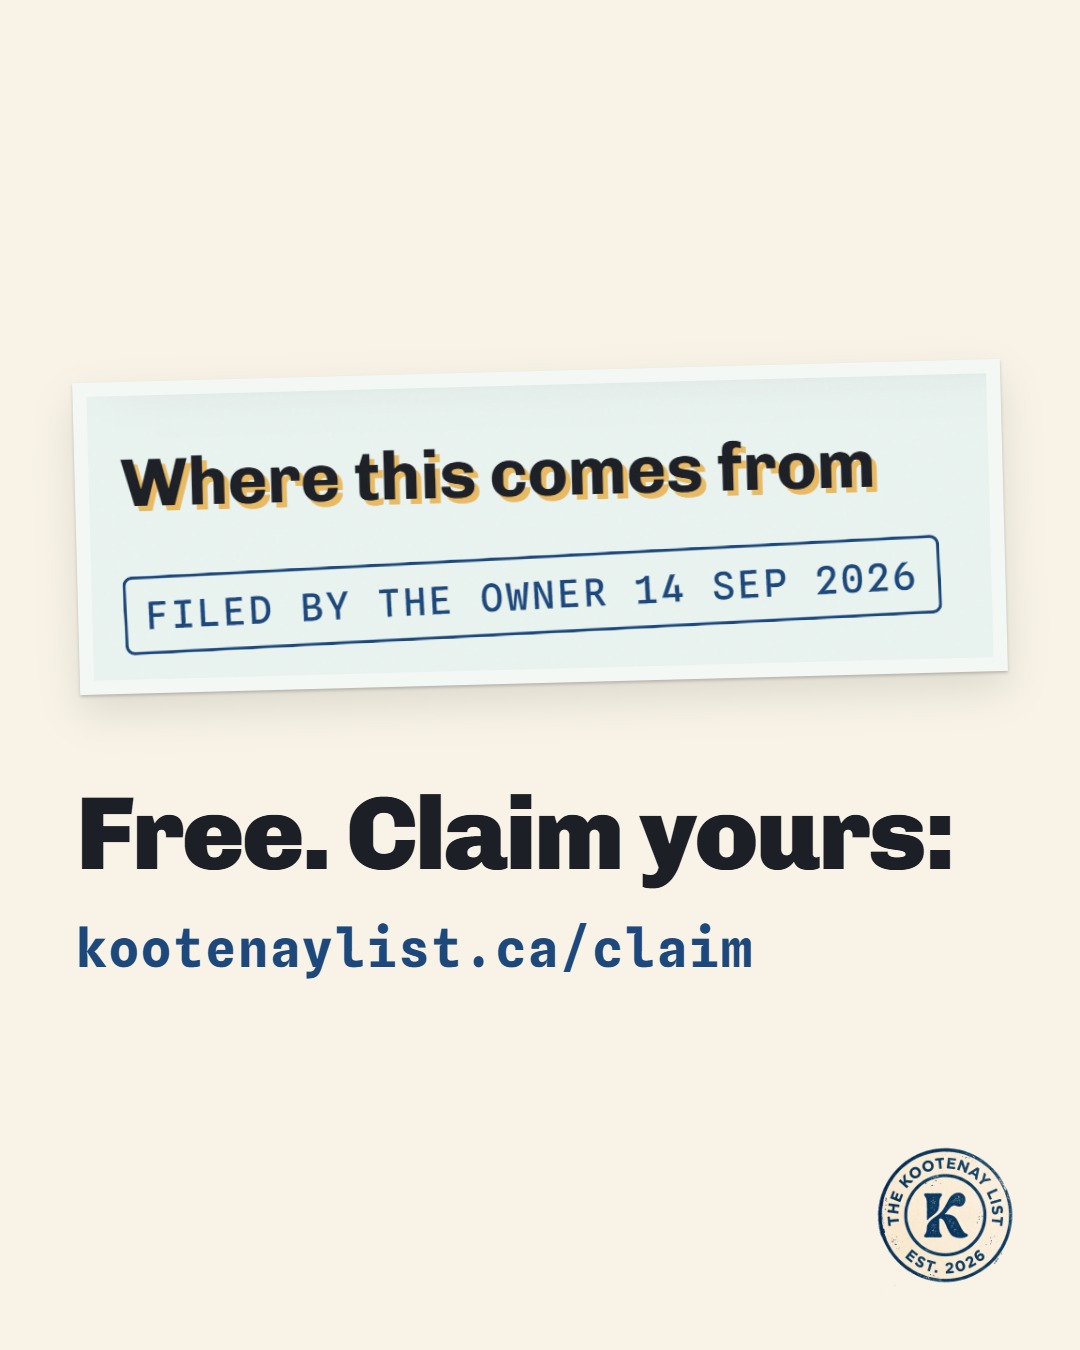 Where this comes from
FILED BY THE OWNER 14 SEP 2026
Free. Claim yours:
kootenaylist.ca/claim
THE KOOTENAY LIST
K
EST. 2026